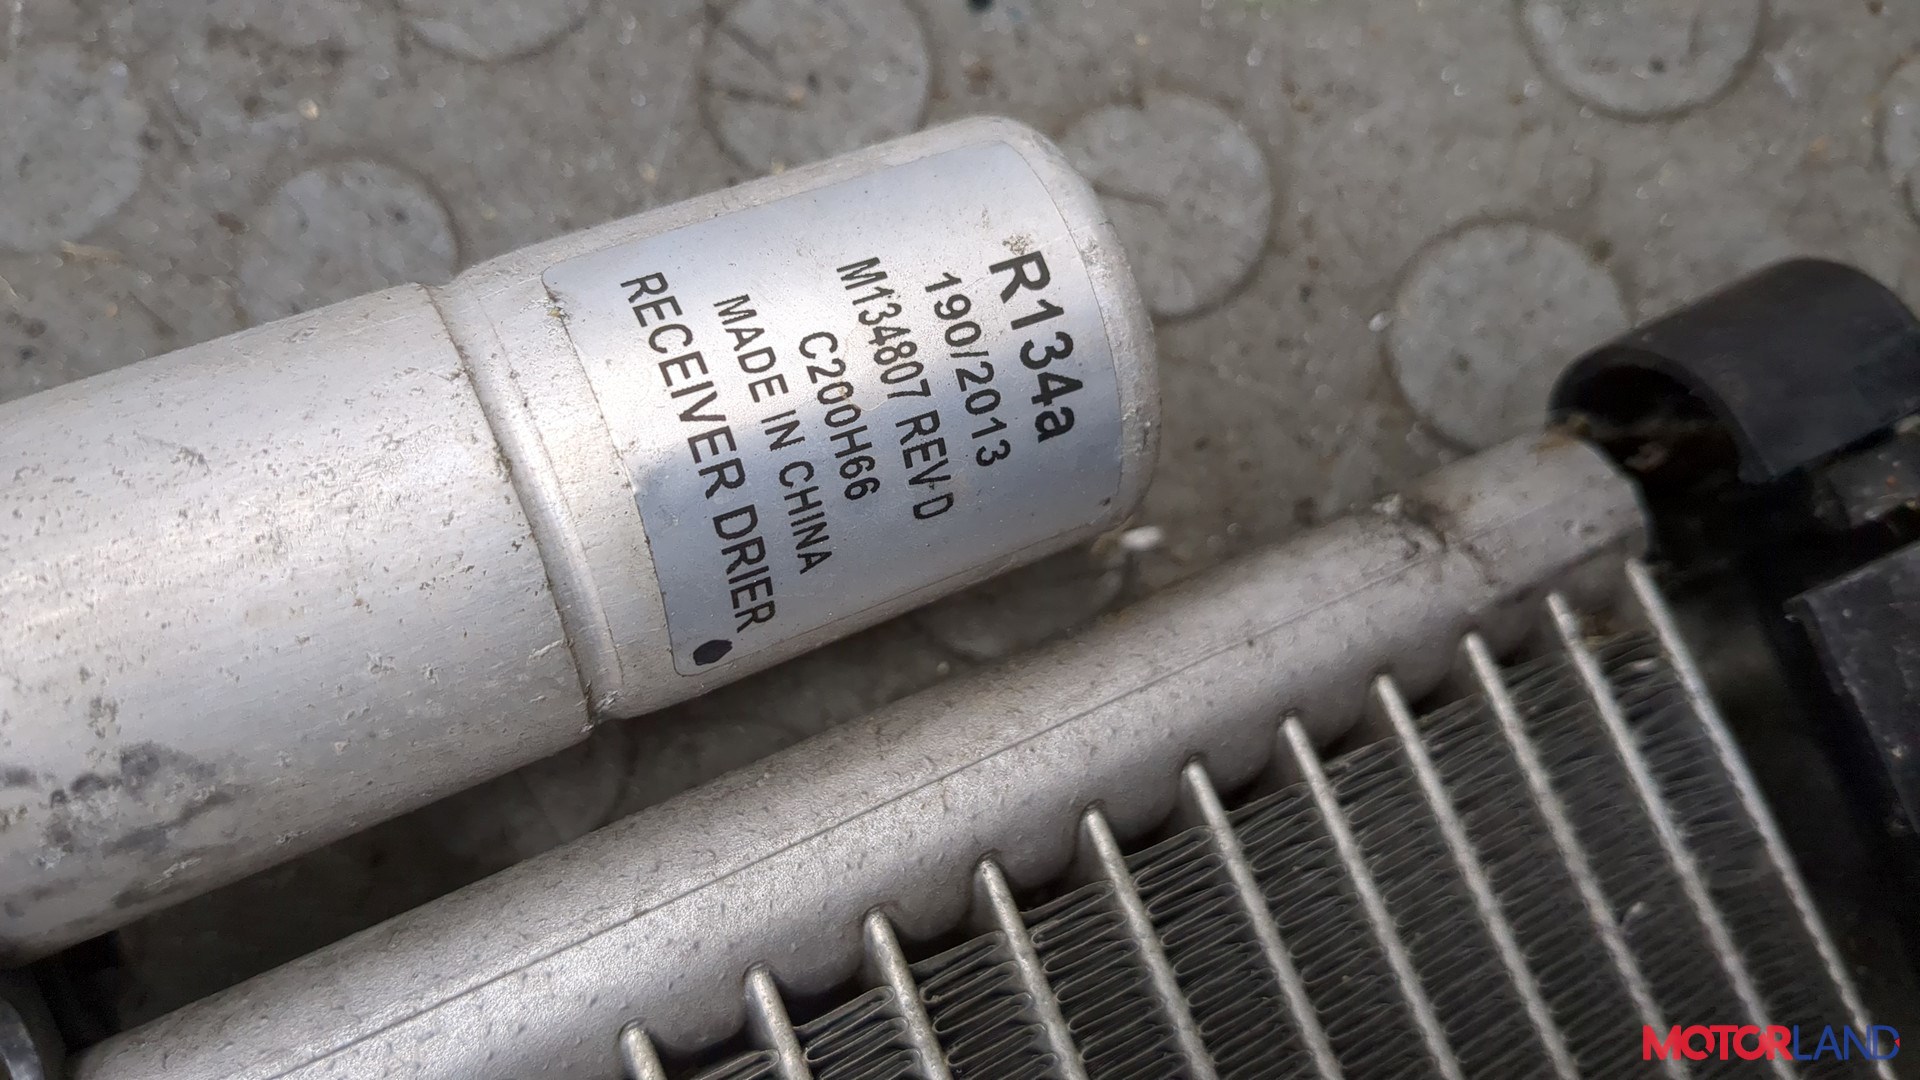 R134a
190/2013
M134807 REV D
C200H66
MADE IN CHINA
RECEIVER DRIER
MOTORLAND